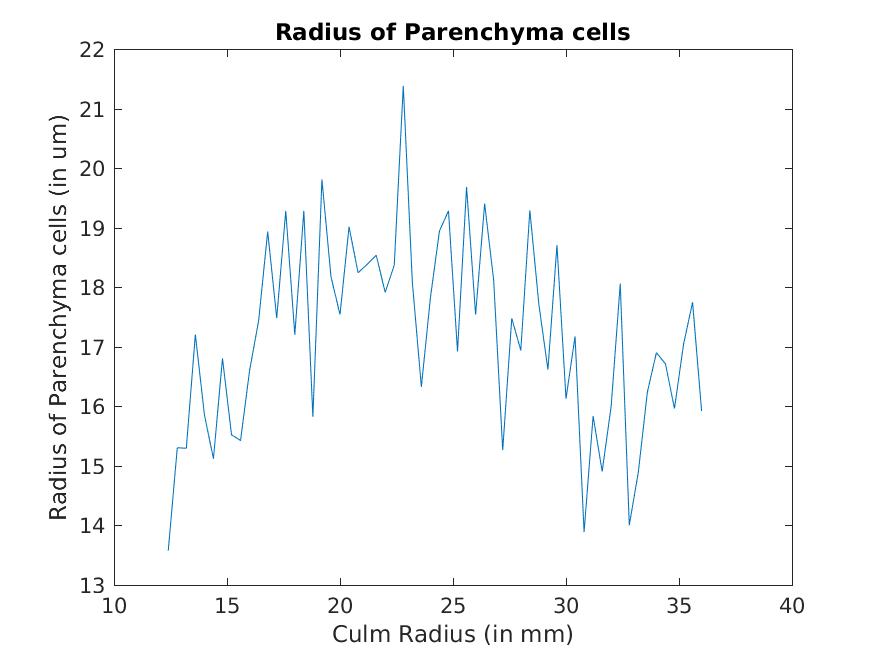 Radius of Parenchyma cells
22
21
20
19
18
17
16
15
14
13
Radius of Parenchyma cells (in um)
10 15 20 25 30 35 40
Culm Radius (in mm)